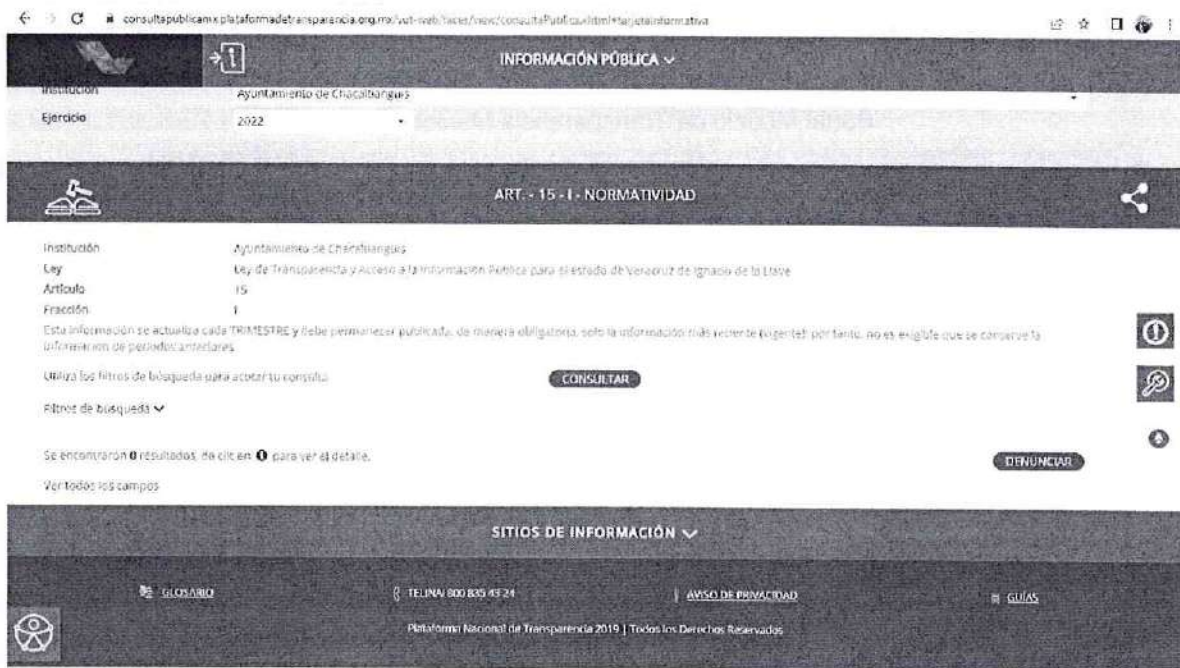 consultapublicamx.plataformadetransparencia.org.mx/vut-web/faces/view/consultaPublica.xhtml#tarjetaInformativa
INFORMACIÓN PÚBLICA
Institución Ayuntamiento de Chacaltianguis
Ejercicio 2022
ART. - 15 - I - NORMATIVIDAD
Institución Ayuntamiento de Chacaltianguis
Ley Ley de Transparencia y Acceso a la Información Pública para el estado de Veracruz de Ignacio de la Llave
Artículo 15
Fracción I
Esta información se actualiza cada TRIMESTRE y debe permanecer publicada, de manera obligatoria, solo la información más reciente (vigente); por tanto, no es exigible que se conserve la
información de periodos anteriores.
Utiliza los filtros de búsqueda para acotar tu consulta. CONSULTAR
Filtros de búsqueda
Se encontraron 0 resultados, da clic en para ver el detalle. DENUNCIAR
Ver todos los campos
SITIOS DE INFORMACIÓN
GLOSARIO TELINAI 800 835 43 24 AVISO DE PRIVACIDAD GUÍAS
Plataforma Nacional de Transparencia 2019 | Todos los Derechos Reservados